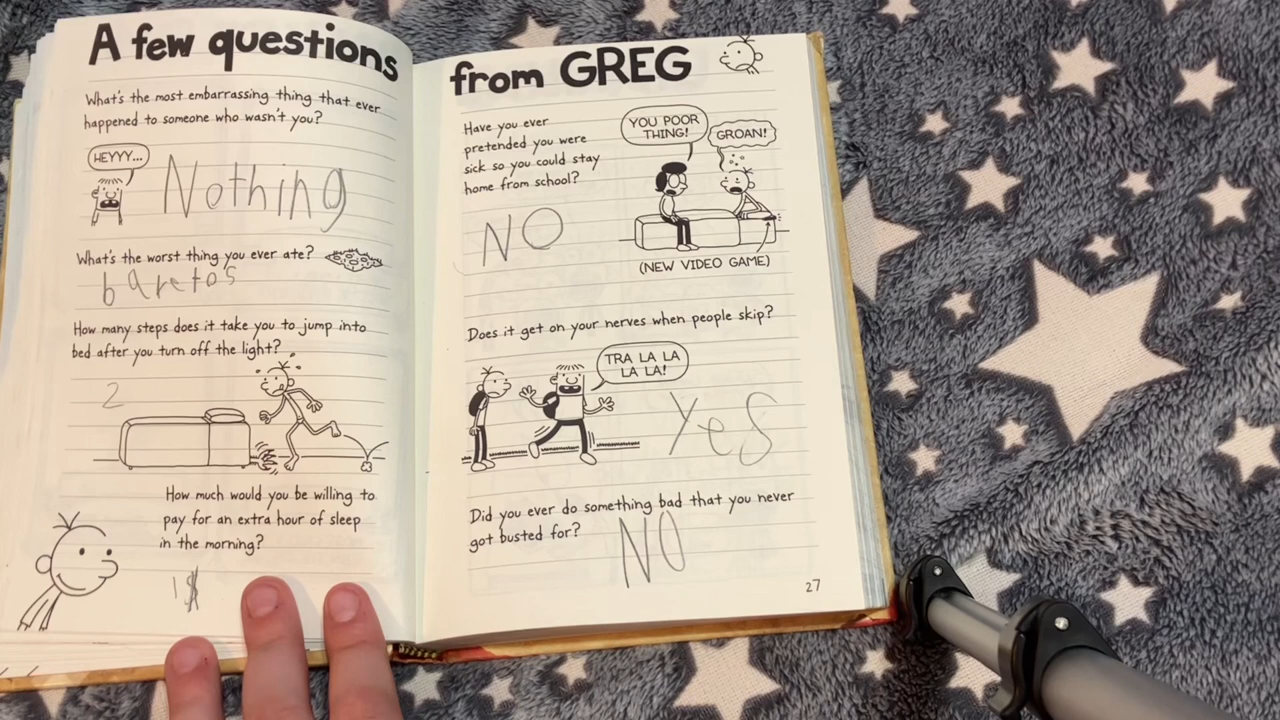 A few questions
What's the most embarrassing thing that ever
happened to someone who wasn't you?
HEYYY...
Nothing
What's the worst thing you ever ate?
baretos
How many steps does it take you to jump into
bed after you turn off the light?
2
How much would you be willing to
pay for an extra hour of sleep
in the morning?
1$
from GREG
Have you ever
pretended you were
sick so you could stay
home from school?
YOU POOR
THING!
GROAN!
NO
(NEW VIDEO GAME)
Does it get on your nerves when people skip?
TRA LA LA
LA LA!
Yes
Did you ever do something bad that you never
got busted for?
NO
27